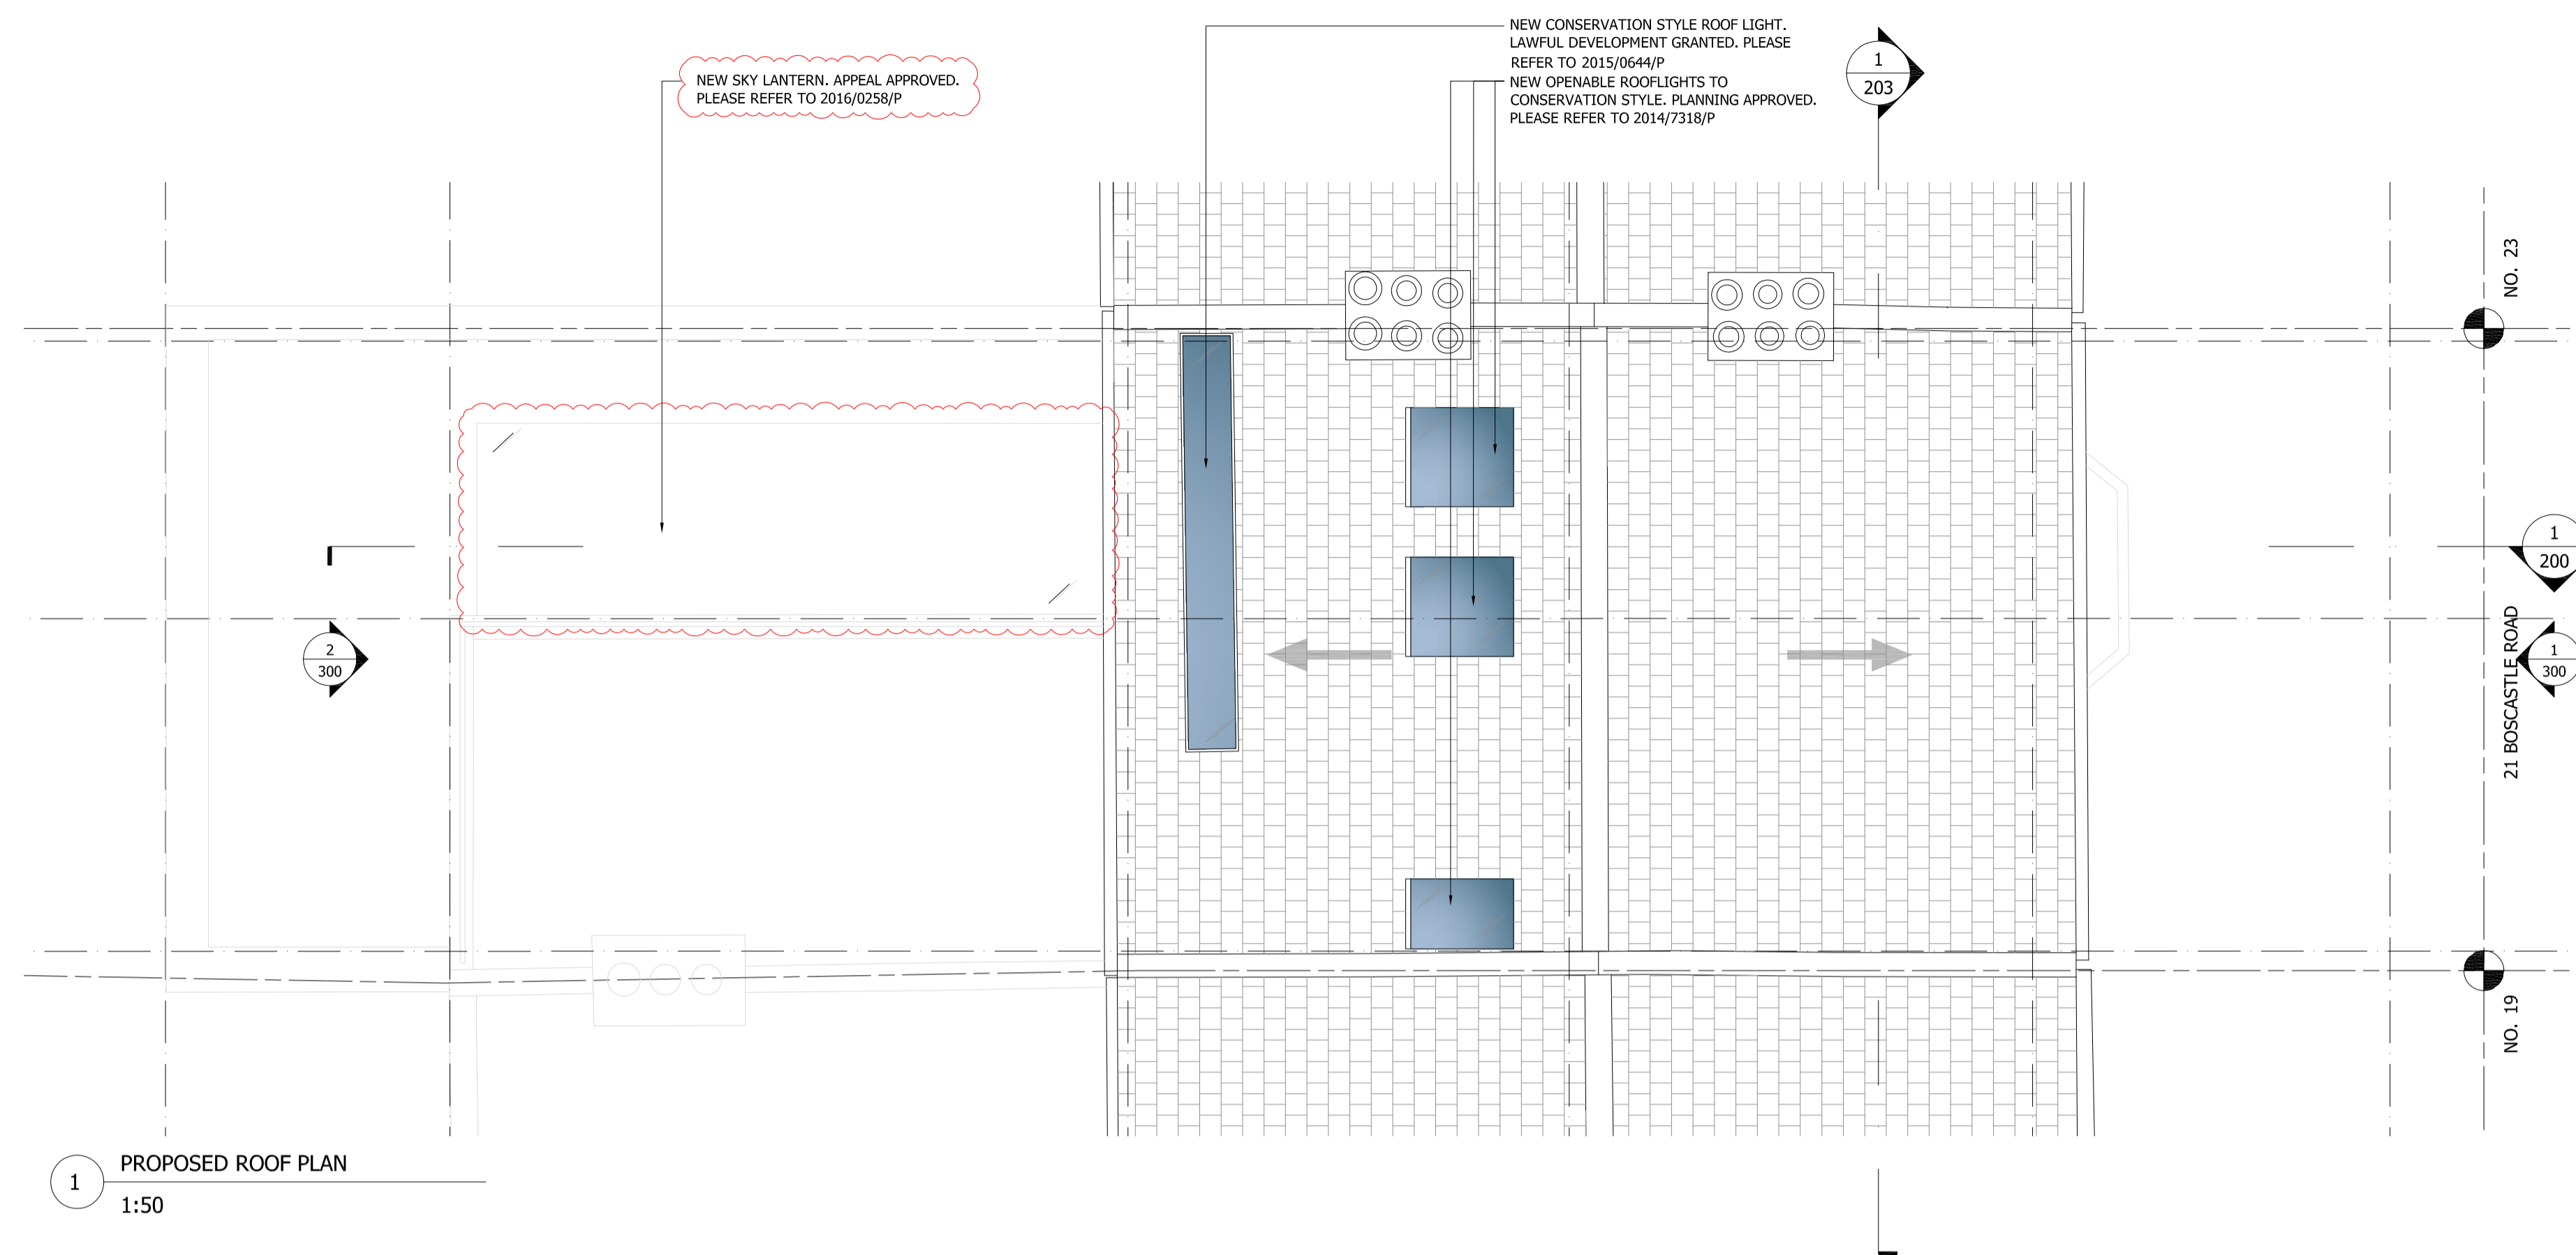 NEW SKY LANTERN. APPEAL APPROVED.
PLEASE REFER TO 2016/0258/P
NEW CONSERVATION STYLE ROOF LIGHT.
LAWFUL DEVELOPMENT GRANTED. PLEASE
REFER TO 2015/0644/P
NEW OPENABLE ROOFLIGHTS TO
CONSERVATION STYLE. PLANNING APPROVED.
PLEASE REFER TO 2014/7318/P
1
203
NO. 23
1
200
2
300
21 BOSCASTLE ROAD
1
300
NO. 19
1
PROPOSED ROOF PLAN
1:50